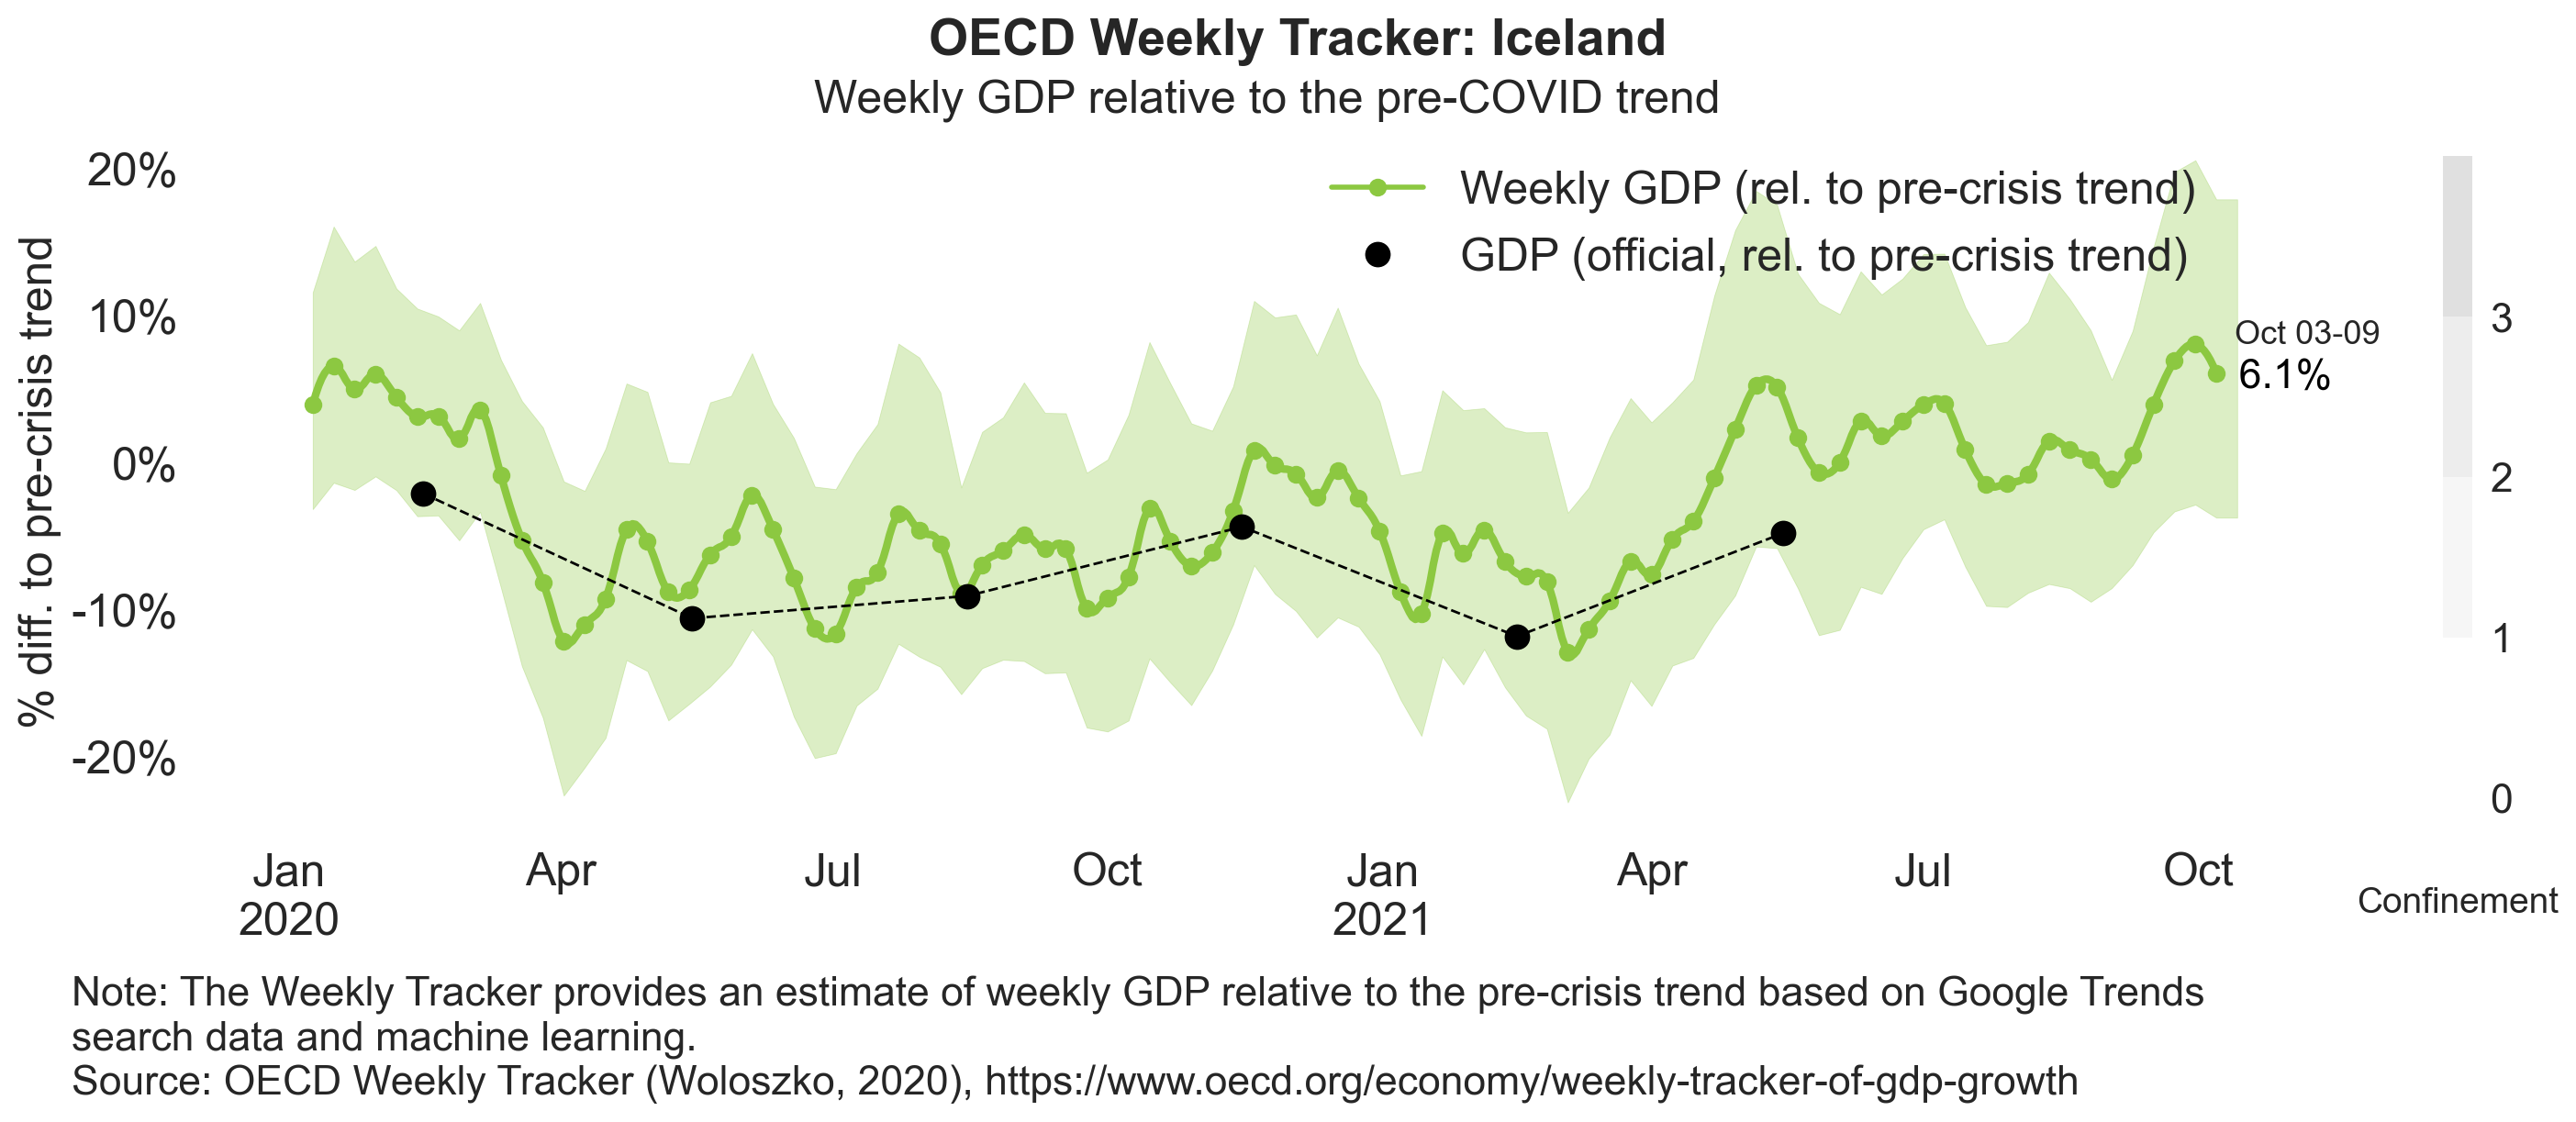 OECD Weekly Tracker: Iceland
Weekly GDP relative to the pre-COVID trend
% diff. to pre-crisis trend
20%
10%
0%
-10%
-20%
Weekly GDP (rel. to pre-crisis trend)
GDP (official, rel. to pre-crisis trend)
Oct 03-09
6.1%
3
2
1
0
Confinement
Jan Apr Jul Oct Jan Apr Jul Oct
2020 2021
Note: The Weekly Tracker provides an estimate of weekly GDP relative to the pre-crisis trend based on Google Trends
search data and machine learning.
Source: OECD Weekly Tracker (Woloszko, 2020), https://www.oecd.org/economy/weekly-tracker-of-gdp-growth